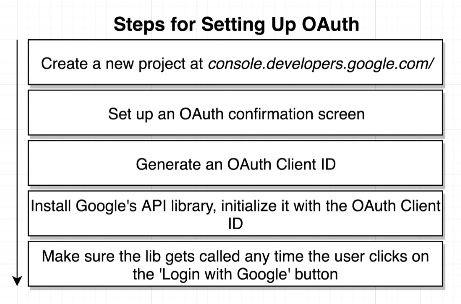 Steps for Setting Up OAuth
Create a new project at console.developers.google.com/
Set up an OAuth confirmation screen
Generate an OAuth Client ID
Install Google's API library, initialize it with the OAuth Client
ID
Make sure the lib gets called any time the user clicks on
the 'Login with Google' button